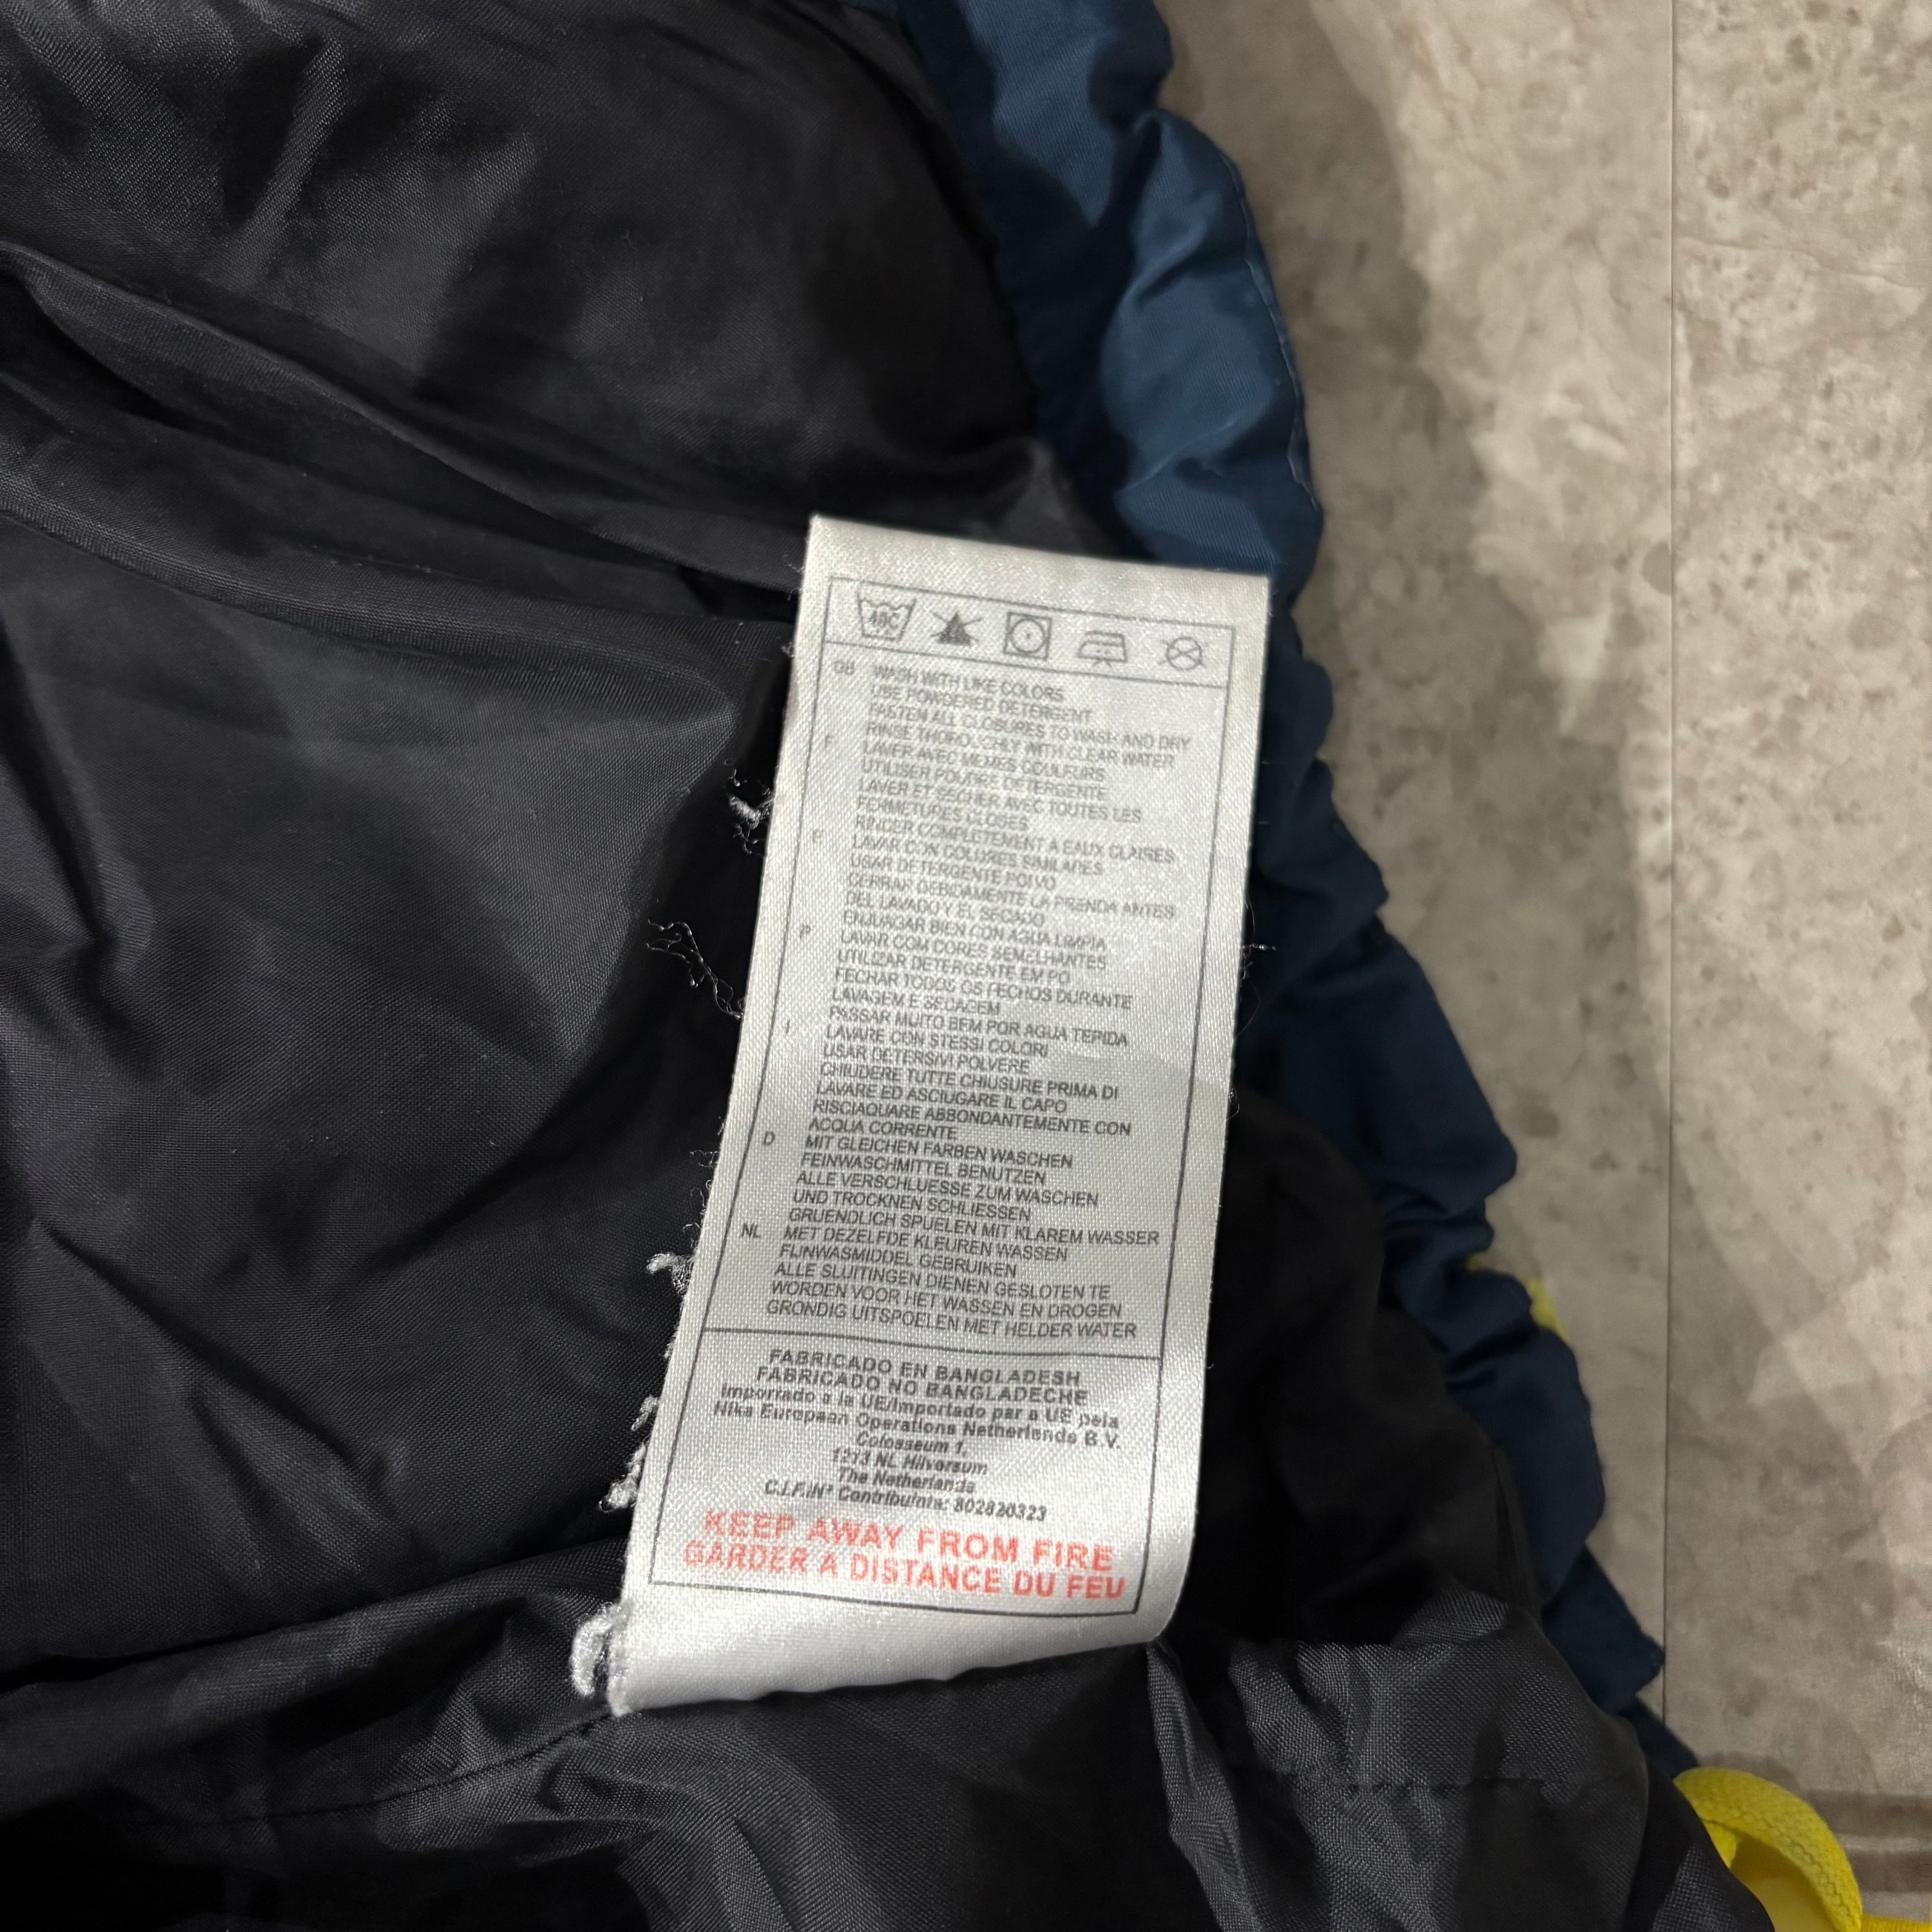 40C
GB WASH WITH LIKE COLORS
USE POWDERED DETERGENT
FASTEN ALL CLOSURES TO WASH AND DRY
RINSE THOROUGHLY WITH CLEAR WATER
F LAVER AVEC MEMES COULEURS
UTILISER POUDRE DETERGENTE
LAVER ET SECHER AVEC TOUTES LES
FERMETURES CLOSES
RINCER COMPLETEMENT A EAUX CLAIRES
E LAVAR CON COLORES SIMILARES
USAR DETERGENTE POLVO
CERRAR DEBIDAMENTE LA PRENDA ANTES
DEL LAVADO Y EL SECADO
ENJUAGAR BIEN CON AGUA LIMPIA
P LAVAR COM CORES SEMELHANTES
UTILIZAR DETERGENTE EM PO
FECHAR TODOS OS FECHOS DURANTE
LAVAGEM E SECAGEM
PASSAR MUITO BEM POR AGUA TEPIDA
I LAVARE CON STESSI COLORI
USAR DETERSIVI POLVERE
CHIUDERE TUTTE CHIUSURE PRIMA DI
LAVARE ED ASCIUGARE IL CAPO
RISCIAQUARE ABBONDANTEMENTE CON
ACQUA CORRENTE
D MIT GLEICHEN FARBEN WASCHEN
FEINWASCHMITTEL BENUTZEN
ALLE VERSCHLUESSE ZUM WASCHEN
UND TROCKNEN SCHLIESSEN
GRUENDLICH SPUELEN MIT KLAREM WASSER
NL MET DEZELFDE KLEUREN WASSEN
FIJNWASMIDDEL GEBRUIKEN
ALLE SLUITINGEN DIENEN GESLOTEN TE
WORDEN VOOR HET WASSEN EN DROGEN
GRONDIG UITSPOELEN MET HELDER WATER
FABRICADO EN BANGLADESH
FABRICADO NO BANGLADECHE
Importado a la UE/Importado par a UE pela
Nike European Operations Netherlands B.V.
Colosseum 1,
1213 NL Hilversum
The Netherlands
C.I.F./Nº Contribuinte: 802820323
KEEP AWAY FROM FIRE
GARDER A DISTANCE DU FEU